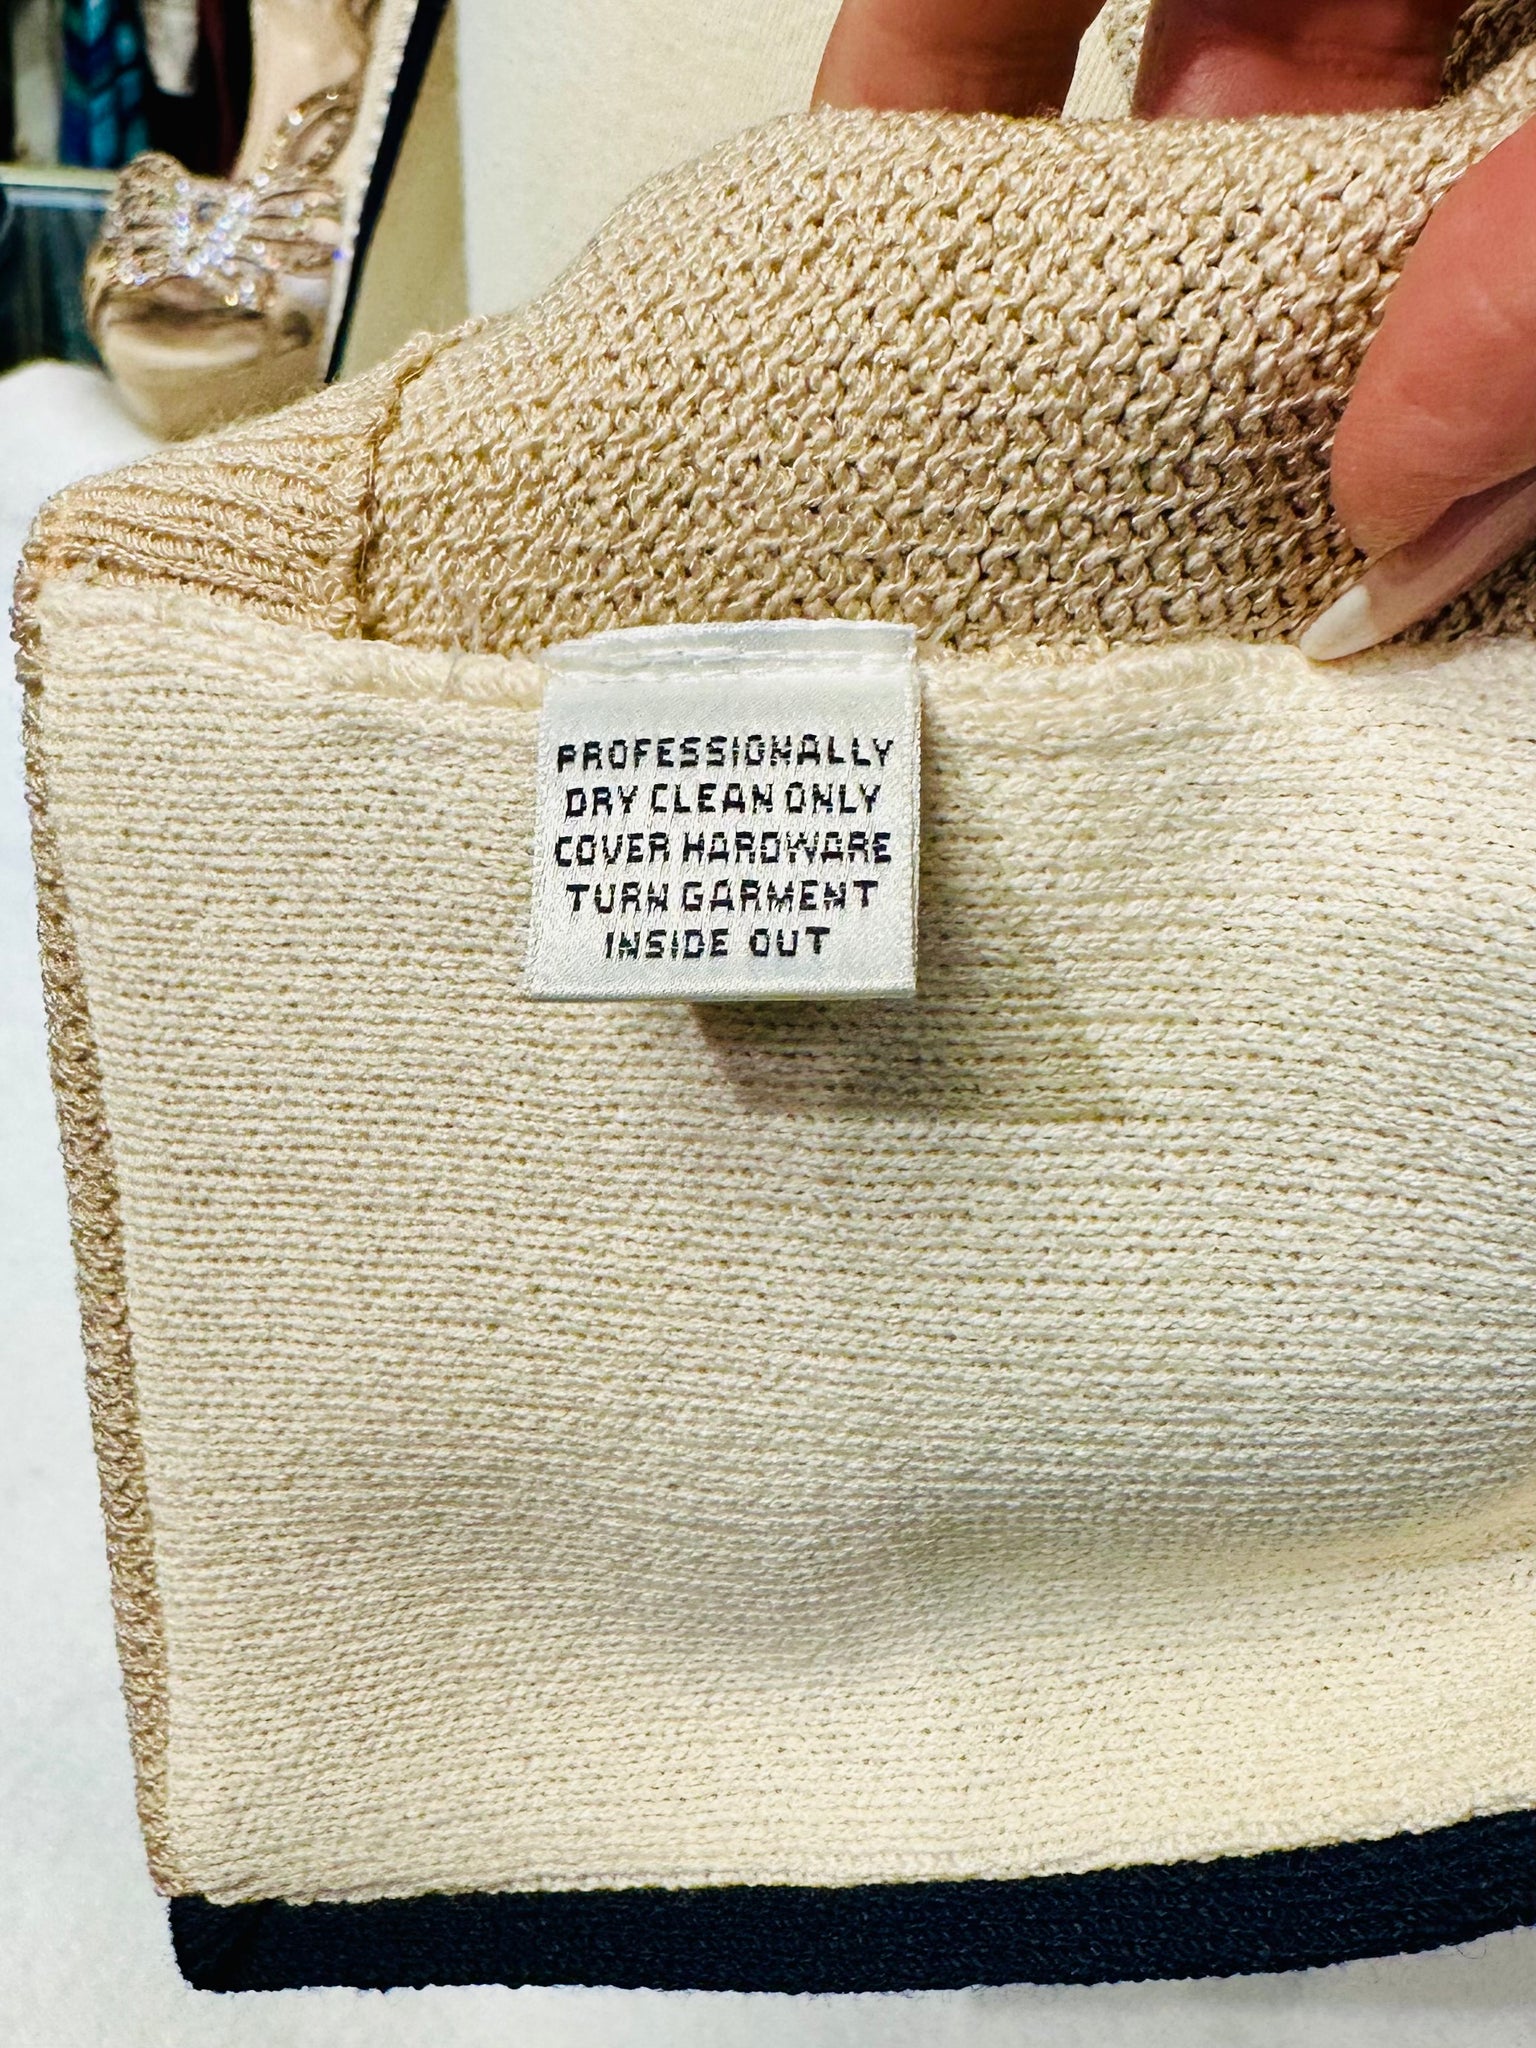 PROFESSIONALLY
DRY CLEAN ONLY
COVER HARDWARE
TURN GARMENT
INSIDE OUT